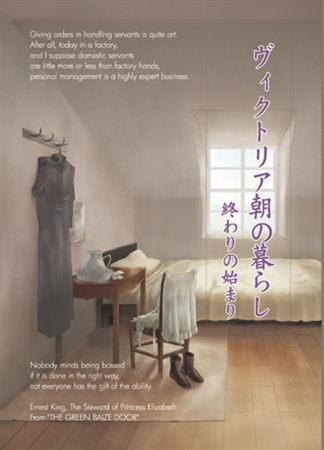 Giving orders in handling servants is quite art.
After all, today in a factory,
and I suppose domestic servants
are little more or less than factory hands,
personal management is a highly expert business.
ヴィクトリア朝の暮らし
終わりの始まり
Nobody minds being bossed
if it is done in the right way,
not everyone has the gift of the ability.
Ernest King, The Steward of Princess Elizabeth
From "THE GREEN BAIZE DOOR"